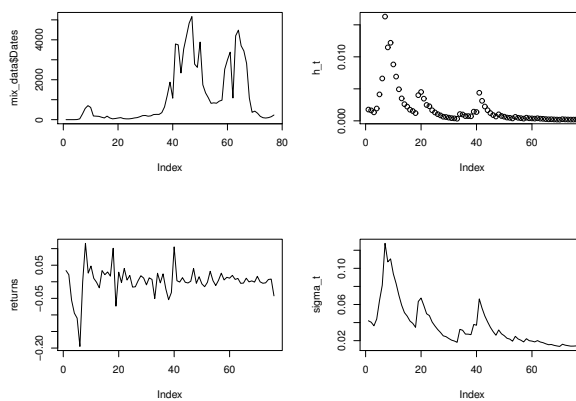 mix_data$Dates
0 2000 4000
0 20 40 60 80
Index
h_t
0.000 0.010
0 20 40 60
Index
returns
−0.20 −0.05 0.05
0 20 40 60
Index
sigma_t
0.02 0.06 0.10
0 20 40 60
Index